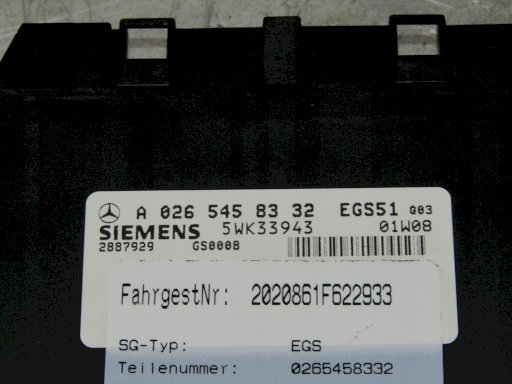 A 026 545 83 32 EGS51 Q03
SIEMENS 5WK33943 01W08
2887929 GS0008
FahrgestNr: 2020861F622933
SG-Typ: EGS
Teilenummer: 0265458332